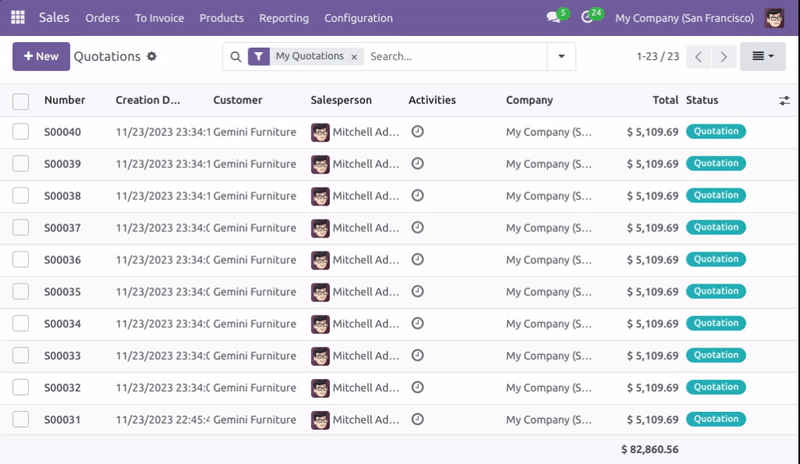 Sales Orders To Invoice Products Reporting Configuration 5 24 My Company (San Francisco)
New Quotations My Quotations × Search... 1-23 / 23
Number Creation D... Customer Salesperson Activities Company Total Status
S00040 11/23/2023 23:34:1 Gemini Furniture Mitchell Ad... My Company (S... $ 5,109.69 Quotation
S00039 11/23/2023 23:34:1 Gemini Furniture Mitchell Ad... My Company (S... $ 5,109.69 Quotation
S00038 11/23/2023 23:34:1 Gemini Furniture Mitchell Ad... My Company (S... $ 5,109.69 Quotation
S00037 11/23/2023 23:34:0 Gemini Furniture Mitchell Ad... My Company (S... $ 5,109.69 Quotation
S00036 11/23/2023 23:34:0 Gemini Furniture Mitchell Ad... My Company (S... $ 5,109.69 Quotation
S00035 11/23/2023 23:34:0 Gemini Furniture Mitchell Ad... My Company (S... $ 5,109.69 Quotation
S00034 11/23/2023 23:34:0 Gemini Furniture Mitchell Ad... My Company (S... $ 5,109.69 Quotation
S00033 11/23/2023 23:34:0 Gemini Furniture Mitchell Ad... My Company (S... $ 5,109.69 Quotation
S00032 11/23/2023 23:34:0 Gemini Furniture Mitchell Ad... My Company (S... $ 5,109.69 Quotation
S00031 11/23/2023 22:45:4 Gemini Furniture Mitchell Ad... My Company (S... $ 5,109.69 Quotation
$ 82,860.56